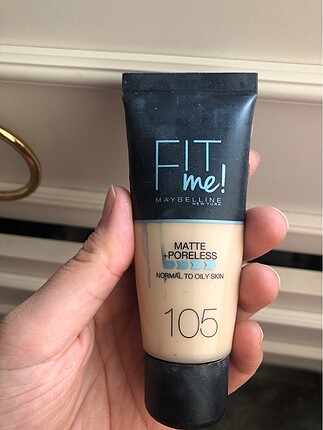 FIT
me!
MAYBELLINE
NEW YORK
MATTE
+PORELESS
NORMAL TO OILY SKIN
105